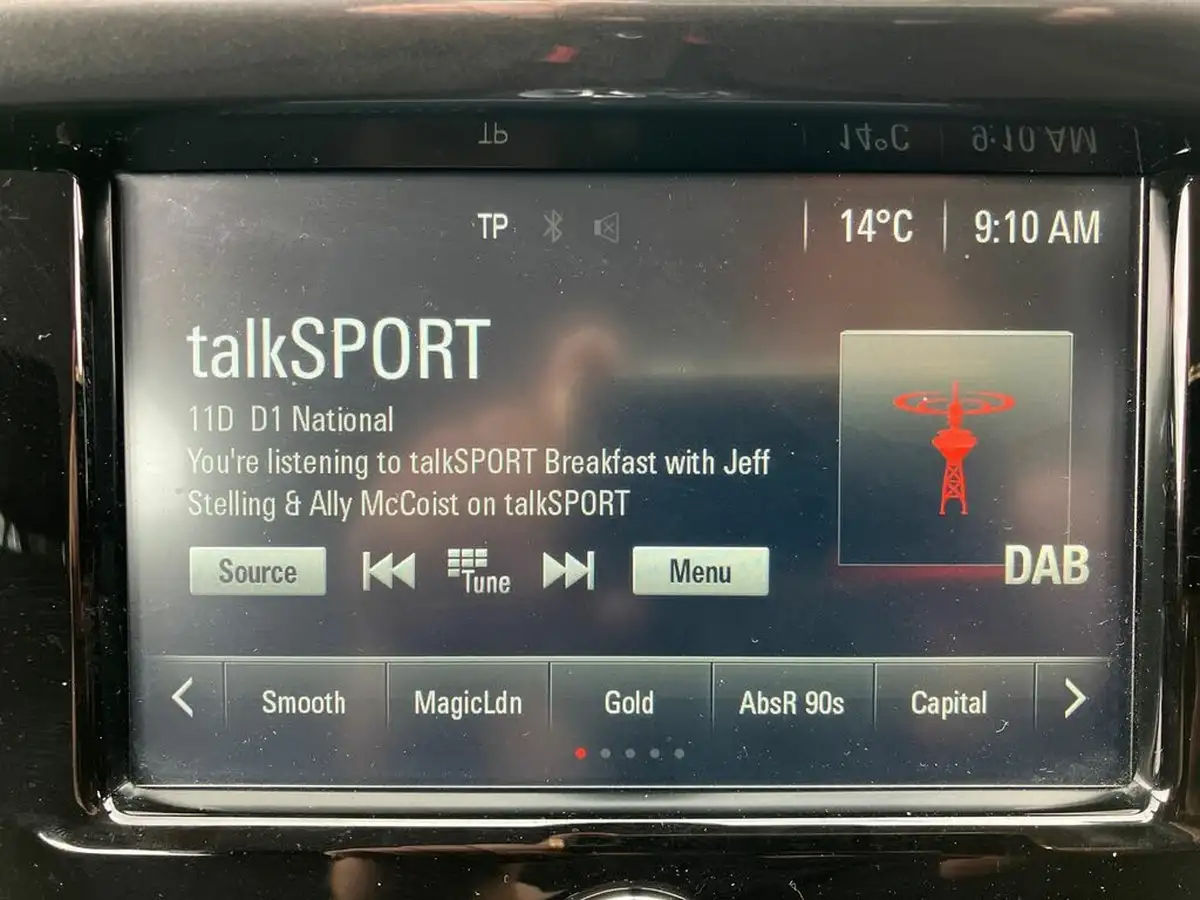 TP 14°C 9:10 AM
talkSPORT
11D D1 National
You're listening to talkSPORT Breakfast with Jeff
Stelling & Ally McCoist on talkSPORT
DAB
Source Tune Menu
Smooth MagicLdn Gold AbsR 90s Capital